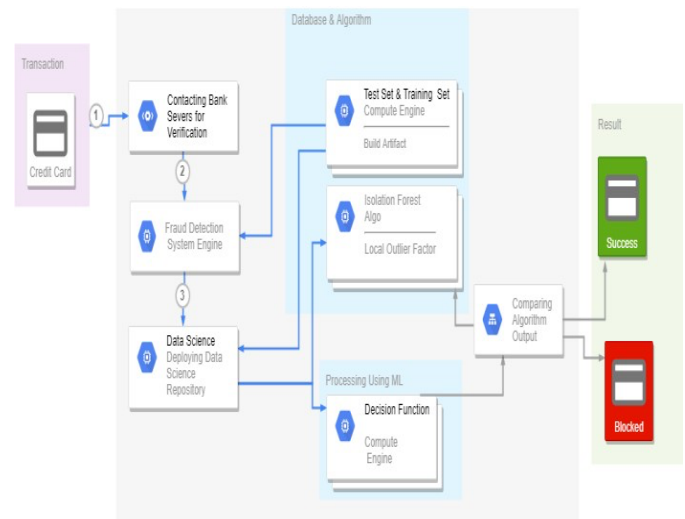 Database & Algorithm
Transaction
Credit Card
1
Contacting Bank
Severs for
Verification
2
Fraud Detection
System Engine
3
Data Science
Deploying Data
Science
Repository
Test Set & Training Set
Compute Engine
Build Artifact
Isolation Forest
Algo
Local Outlier Factor
Processing Using ML
Decision Function
Compute
Engine
Comparing
Algorithm
Output
Result
Success
Blocked